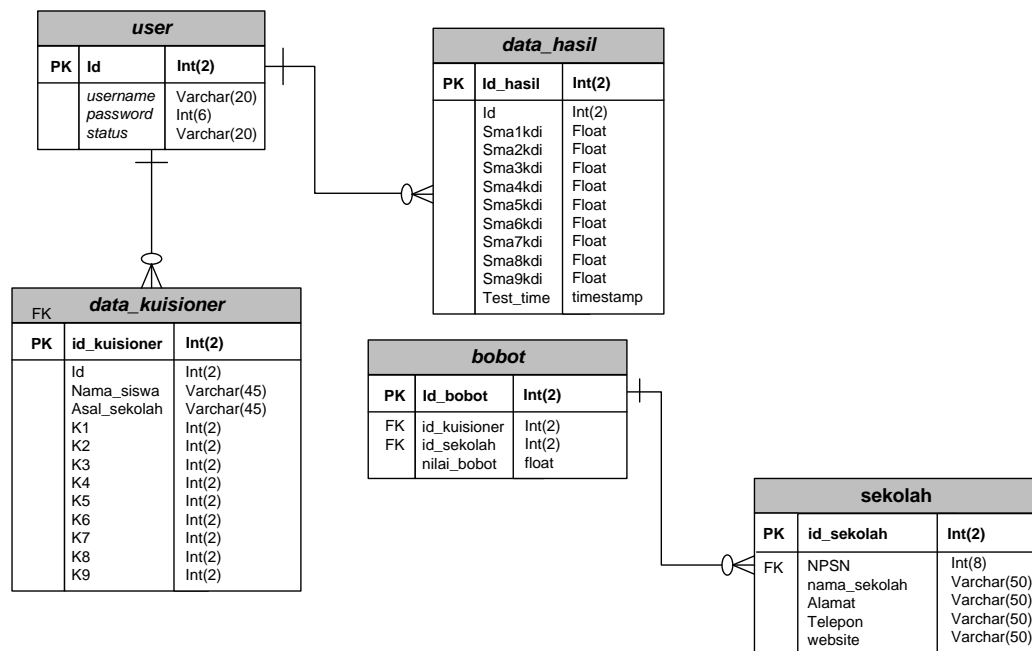 user
PK Id Int(2)
username Varchar(20)
password Int(6)
status Varchar(20)
data_hasil
PK Id_hasil Int(2)
Id Int(2)
Sma1kdi Float
Sma2kdi Float
Sma3kdi Float
Sma4kdi Float
Sma5kdi Float
Sma6kdi Float
Sma7kdi Float
Sma8kdi Float
Sma9kdi Float
Test_time timestamp
data_kuisioner
FK
PK id_kuisioner Int(2)
Id Int(2)
Nama_siswa Varchar(45)
Asal_sekolah Varchar(45)
K1 Int(2)
K2 Int(2)
K3 Int(2)
K4 Int(2)
K5 Int(2)
K6 Int(2)
K7 Int(2)
K8 Int(2)
K9 Int(2)
bobot
PK Id_bobot Int(2)
FK id_kuisioner Int(2)
FK id_sekolah Int(2)
nilai_bobot float
sekolah
PK id_sekolah Int(2)
FK NPSN Int(8)
nama_sekolah Varchar(50)
Alamat Varchar(50)
Telepon Varchar(50)
website Varchar(50)